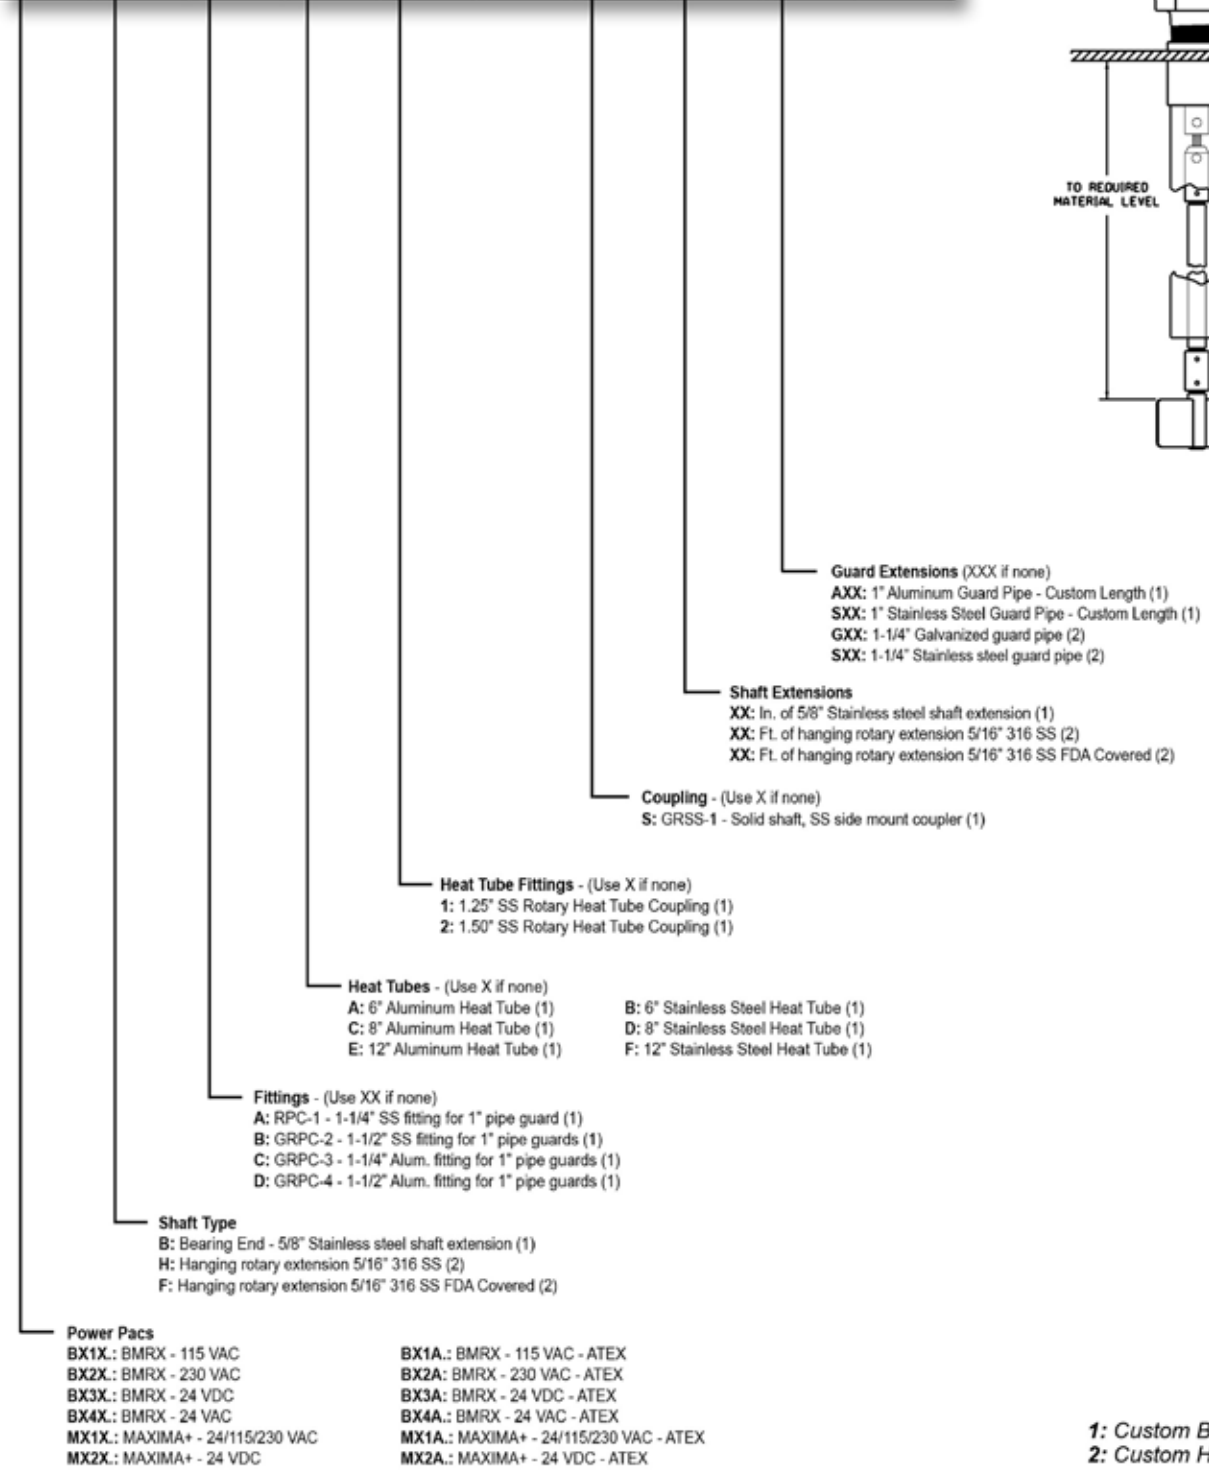 TO REQUIRED
MATERIAL LEVEL
Guard Extensions (XXX if none)
AXX: 1" Aluminum Guard Pipe - Custom Length (1)
SXX: 1" Stainless Steel Guard Pipe - Custom Length (1)
GXX: 1-1/4" Galvanized guard pipe (2)
SXX: 1-1/4" Stainless steel guard pipe (2)
Shaft Extensions
XX: In. of 5/8" Stainless steel shaft extension (1)
XX: Ft. of hanging rotary extension 5/16" 316 SS (2)
XX: Ft. of hanging rotary extension 5/16" 316 SS FDA Covered (2)
Coupling - (Use X if none)
S: GRSS-1 - Solid shaft, SS side mount coupler (1)
Heat Tube Fittings - (Use X if none)
1: 1.25" SS Rotary Heat Tube Coupling (1)
2: 1.50" SS Rotary Heat Tube Coupling (1)
Heat Tubes - (Use X if none)
A: 6" Aluminum Heat Tube (1) B: 6" Stainless Steel Heat Tube (1)
C: 8" Aluminum Heat Tube (1) D: 8" Stainless Steel Heat Tube (1)
E: 12" Aluminum Heat Tube (1) F: 12" Stainless Steel Heat Tube (1)
Fittings - (Use XX if none)
A: RPC-1 - 1-1/4" SS fitting for 1" pipe guard (1)
B: GRPC-2 - 1-1/2" SS fitting for 1" pipe guards (1)
C: GRPC-3 - 1-1/4" Alum. fitting for 1" pipe guards (1)
D: GRPC-4 - 1-1/2" Alum. fitting for 1" pipe guards (1)
Shaft Type
B: Bearing End - 5/8" Stainless steel shaft extension (1)
H: Hanging rotary extension 5/16" 316 SS (2)
F: Hanging rotary extension 5/16" 316 SS FDA Covered (2)
Power Pacs
BX1X.: BMRX - 115 VAC BX1A.: BMRX - 115 VAC - ATEX
BX2X.: BMRX - 230 VAC BX2A: BMRX - 230 VAC - ATEX
BX3X.: BMRX - 24 VDC BX3A: BMRX - 24 VDC - ATEX
BX4X.: BMRX - 24 VAC BX4A.: BMRX - 24 VAC - ATEX
MX1X.: MAXIMA+ - 24/115/230 VAC MX1A.: MAXIMA+ - 24/115/230 VAC - ATEX
MX2X.: MAXIMA+ - 24 VDC MX2A.: MAXIMA+ - 24 VDC - ATEX
1: Custom B
2: Custom H